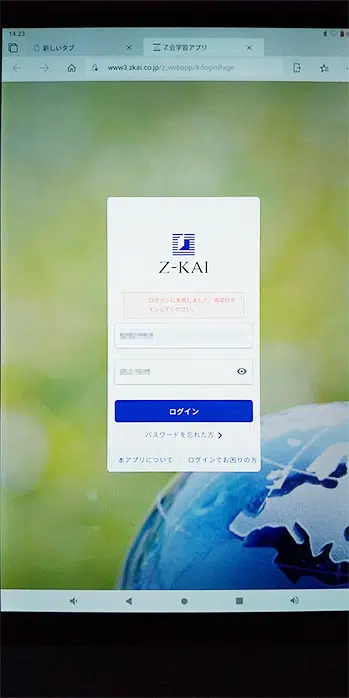 14:23
新しいタブ
Z会学習アプリ
www3.zkai.co.jp/z_webapp/#/loginPage
Z-KAI
ログインに失敗しました。再度ログ
インしてください。
ログイン
パスワードを忘れた方
本アプリについて ログインでお困りの方